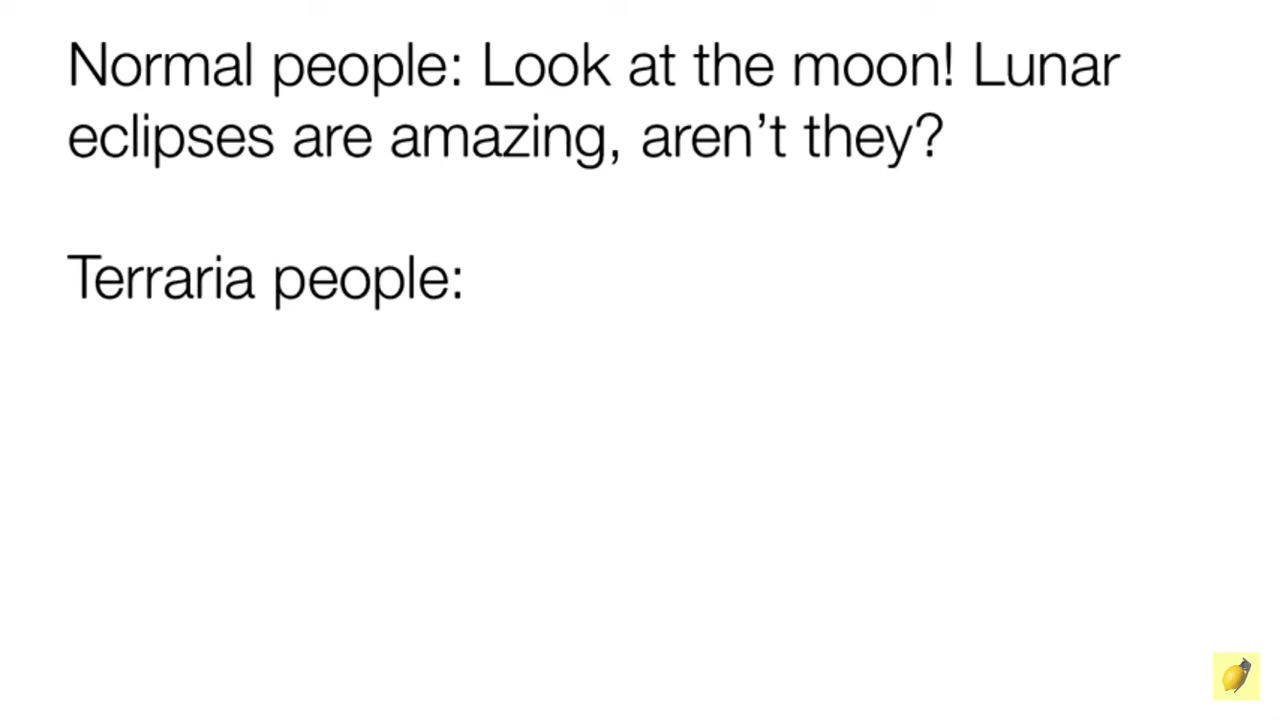 Normal people: Look at the moon! Lunar
eclipses are amazing, aren’t they?
Terraria people: